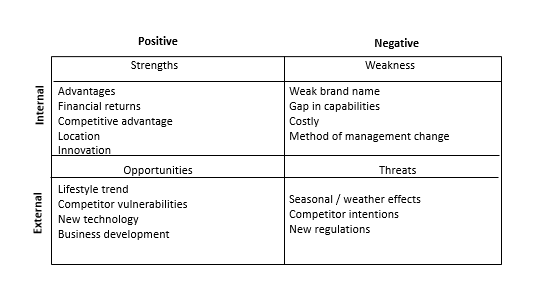 Positive
Negative
Internal
Strengths
Advantages
Financial returns
Competitive advantage
Location
Innovation
Weakness
Weak brand name
Gap in capabilities
Costly
Method of management change
External
Opportunities
Lifestyle trend
Competitor vulnerabilities
New technology
Business development
Threats
Seasonal / weather effects
Competitor intentions
New regulations